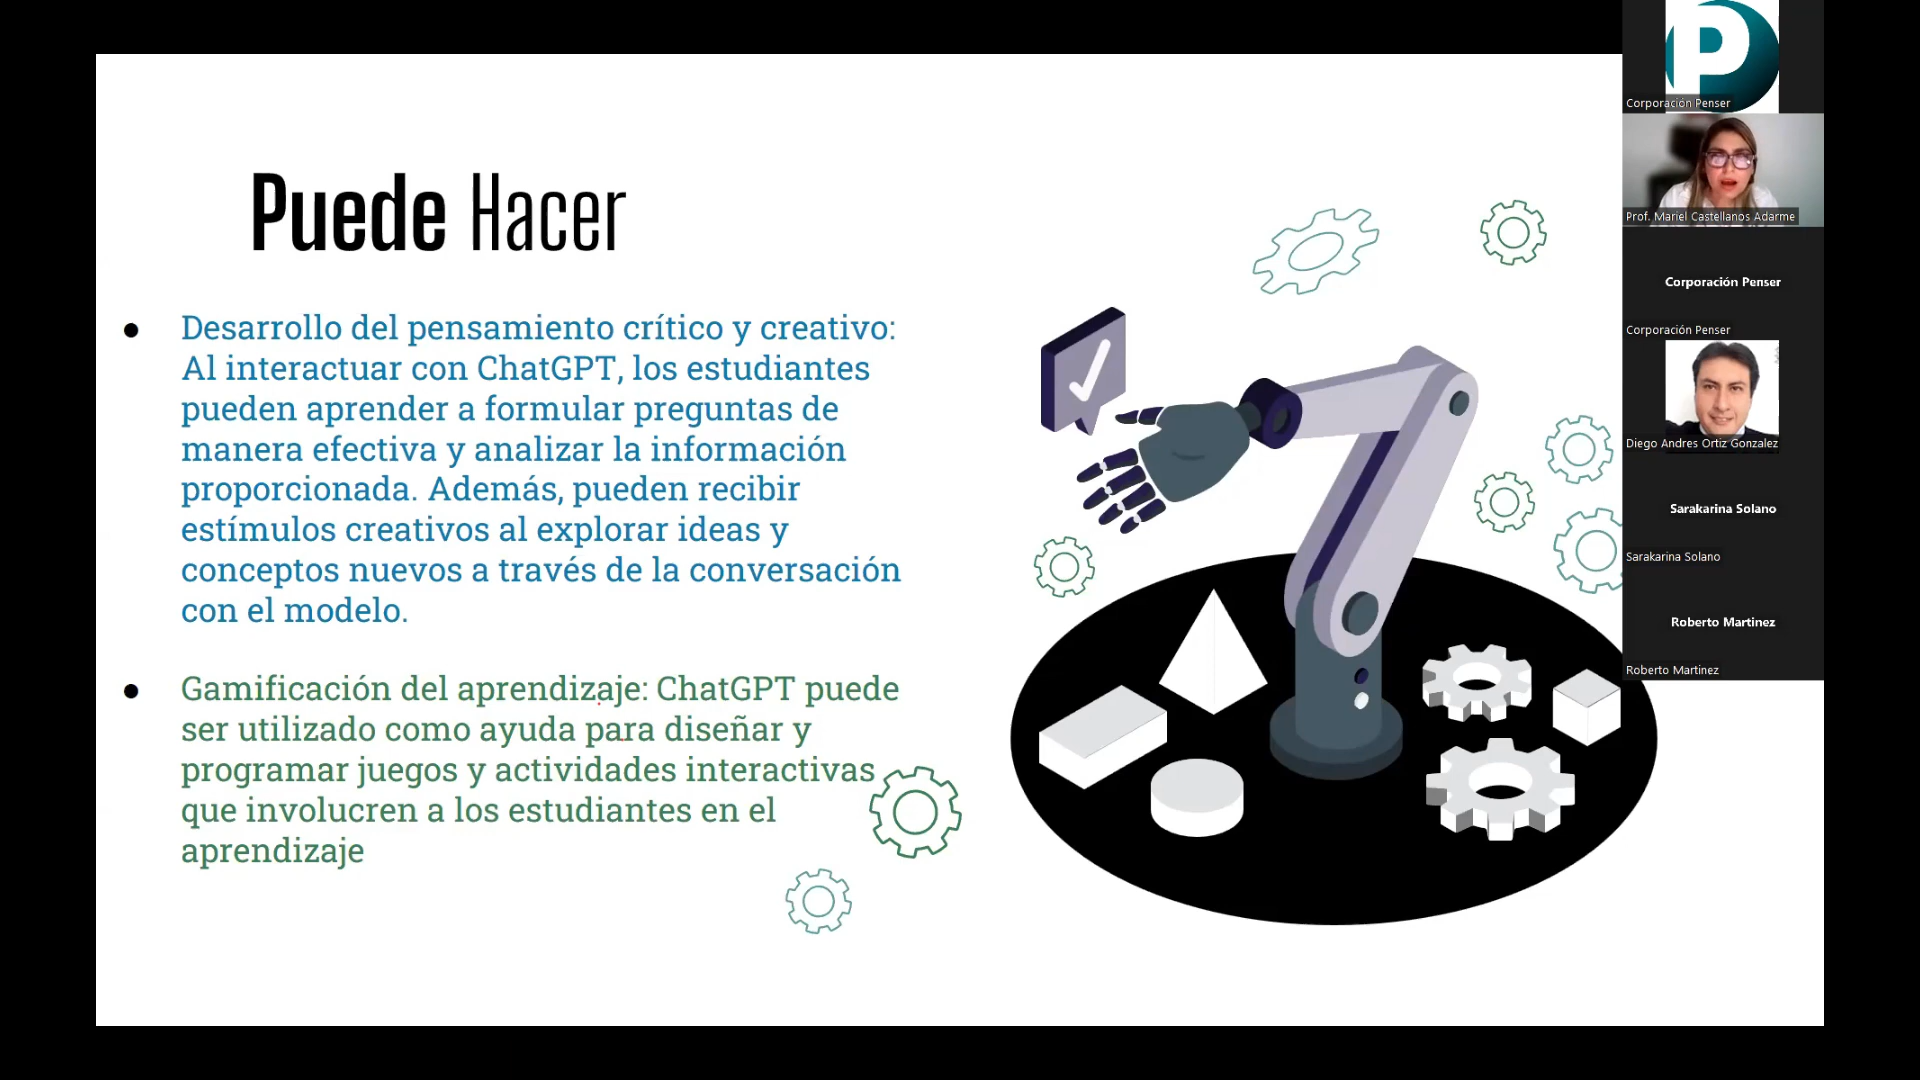 Puede Hacer
● Desarrollo del pensamiento crítico y creativo:
Al interactuar con ChatGPT, los estudiantes
pueden aprender a formular preguntas de
manera efectiva y analizar la información
proporcionada. Además, pueden recibir
estímulos creativos al explorar ideas y
conceptos nuevos a través de la conversación
con el modelo.
● Gamificación del aprendizaje: ChatGPT puede
ser utilizado como ayuda para diseñar y
programar juegos y actividades interactivas
que involucren a los estudiantes en el
aprendizaje
P
Corporación Penser
Prof. Mariel Castellanos Adarme
Corporación Penser
Corporación Penser
Diego Andres Ortiz Gonzalez
Sarakarina Solano
Sarakarina Solano
Roberto Martinez
Roberto Martinez